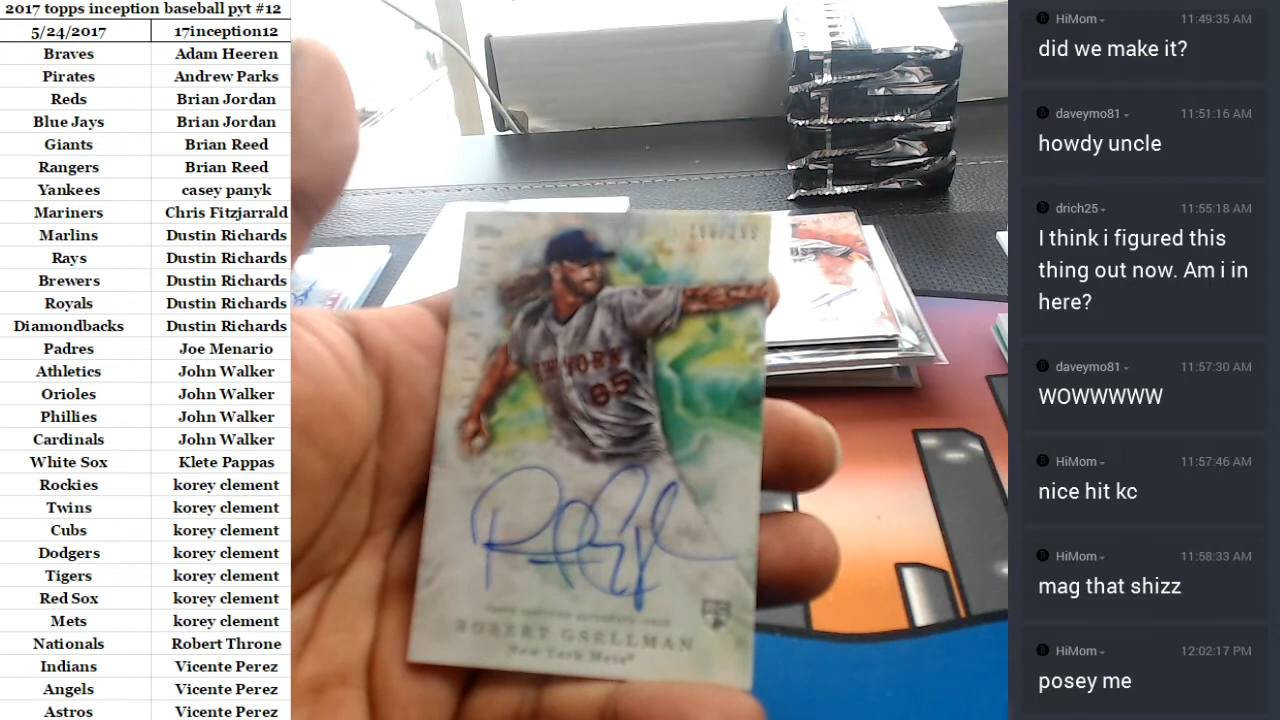 2017 topps inception baseball pyt #12
5/24/2017 17inception12
Braves Adam Heeren
Pirates Andrew Parks
Reds Brian Jordan
Blue Jays Brian Jordan
Giants Brian Reed
Rangers Brian Reed
Yankees casey panyk
Mariners Chris Fitzjarrald
Marlins Dustin Richards
Rays Dustin Richards
Brewers Dustin Richards
Royals Dustin Richards
Diamondbacks Dustin Richards
Padres Joe Menario
Athletics John Walker
Orioles John Walker
Phillies John Walker
Cardinals John Walker
White Sox Klete Pappas
Rockies korey clement
Twins korey clement
Cubs korey clement
Dodgers korey clement
Tigers korey clement
Red Sox korey clement
Mets korey clement
Nationals Robert Throne
Indians Vicente Perez
Angels Vicente Perez
Astros Vicente Perez
NEW YORK
65
ROBERT GSELLMAN
New York Mets
HiMom 11:49:35 AM
did we make it?
daveymo81 11:51:16 AM
howdy uncle
drich25 11:55:18 AM
I think i figured this
thing out now. Am i in
here?
daveymo81 11:57:30 AM
WOWWWWW
HiMom 11:57:46 AM
nice hit kc
HiMom 11:58:33 AM
mag that shizz
HiMom 12:02:17 PM
posey me